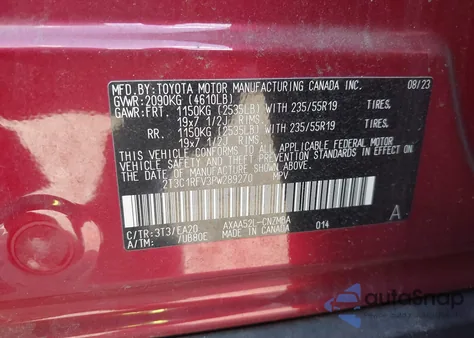 MFD.BY:TOYOTA MOTOR MANUFACTURING CANADA INC. 08/23
GVWR:2090KG (4610LB)
GAWR:FRT. 1150KG (2535LB) WITH 235/55R19 TIRES,
19x7 1/2J RIMS,
RR. 1150KG (2535LB) WITH 235/55R19 TIRES,
19x7 1/2J RIMS,
THIS VEHICLE CONFORMS TO ALL APPLICABLE FEDERAL MOTOR
VEHICLE SAFETY AND THEFT PREVENTION STANDARDS IN EFFECT
ON THE DATE OF MANUFACTURE SHOWN ABOVE.
2T3C1RFV3PW289270 MPV
C/TR:3T3/EA20 AXAA52L-CNZMBA A
A/TM: /UB80E MADE IN CANADA 014
autoSnap